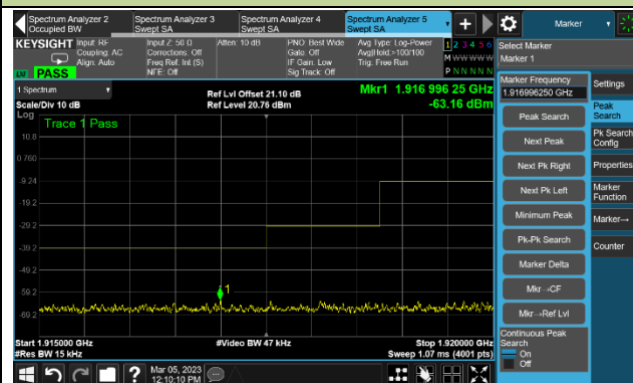 Spectrum Analyzer 2
Occupied BW
Spectrum Analyzer 3
Swept SA
Spectrum Analyzer 4
Swept SA
Spectrum Analyzer 5
Swept SA
Marker
KEYSIGHT
Input: RF
Coupling: AC
Align: Auto
Input Z: 50 Ω
Corrections: Off
Freq Ref: Int (S)
NFE: Off
Atten: 10 dB
PNO: Best Wide
Gate: Off
IF Gain: Low
Sig Track: Off
Avg Type: Log-Power
Avg|Hold:>100/100
Trig: Free Run
1 2 3 4 5 6
M W W W W W
P N N N N N
LVI PASS
Select Marker
Marker 1
Marker Frequency
1.916996250 GHz
Settings
Peak Search
Next Peak
Next Pk Right
Next Pk Left
Minimum Peak
Pk-Pk Search
Marker Delta
Mkr→CF
Mkr→Ref Lvl
Continuous Peak
Search
On
Off
Peak
Search
Pk Search
Config
Properties
Marker
Function
Marker→
Counter
1 Spectrum
Scale/Div 10 dB
Ref Lvl Offset 21.10 dB
Ref Level 20.76 dBm
Mkr1 1.916 996 25 GHz
-63.16 dBm
Log
Trace 1 Pass
10.8
0.760
-9.24
-19.2
-29.2
-39.2
-49.2
-59.2
-69.2
1
Start 1.915000 GHz
#Res BW 15 kHz
#Video BW 47 kHz
Stop 1.920000 GHz
Sweep 1.07 ms (4001 pts)
Mar 05, 2023
12:10:10 PM